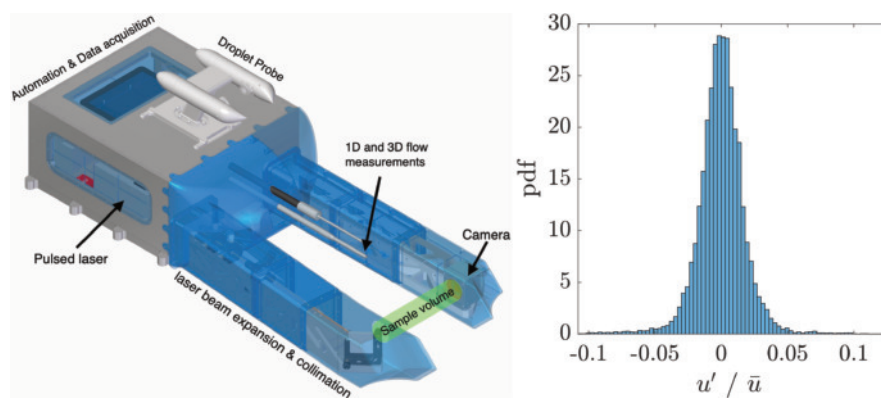 Automation & Data acquisition
Droplet Probe
1D and 3D flow
measurements
Camera
Pulsed laser
Sample volume
laser beam expansion & collimation
30
25
20
15
10
5
0
pdf
-0.1
-0.05
0
0.05
0.1
u′ / ū